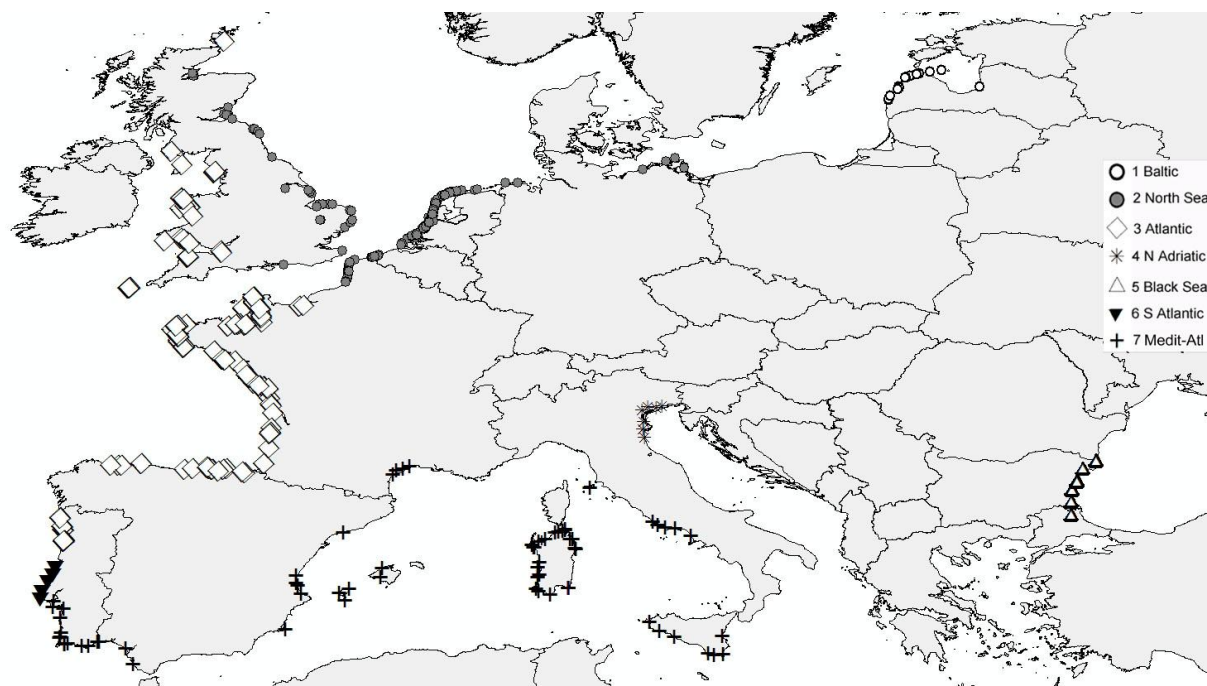 1 Baltic
2 North Sea
3 Atlantic
4 N Adriatic
5 Black Sea
6 S Atlantic
7 Medit-Atl